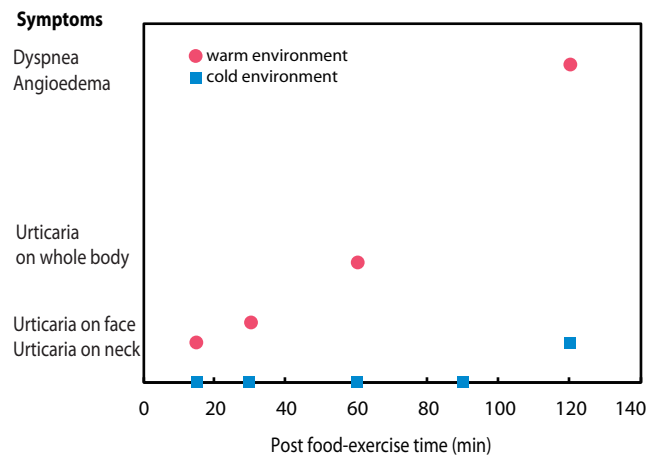 Symptoms
Dyspnea
Angioedema
warm environment
cold environment
Urticaria
on whole body
Urticaria on face
Urticaria on neck
0 20 40 60 80 100 120 140
Post food-exercise time (min)